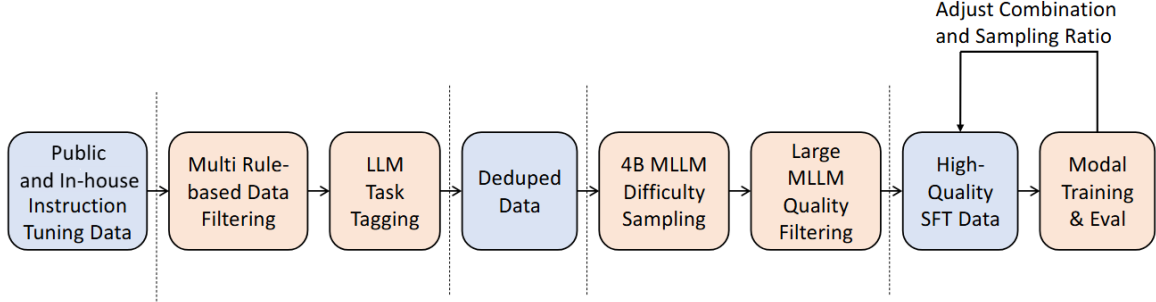 Adjust Combination
and Sampling Ratio
Public
and In-house
Instruction
Tuning Data
Multi Rule-
based Data
Filtering
LLM
Task
Tagging
Deduped
Data
4B MLLM
Difficulty
Sampling
Large
MLLM
Quality
Filtering
High-
Quality
SFT Data
Modal
Training
& Eval